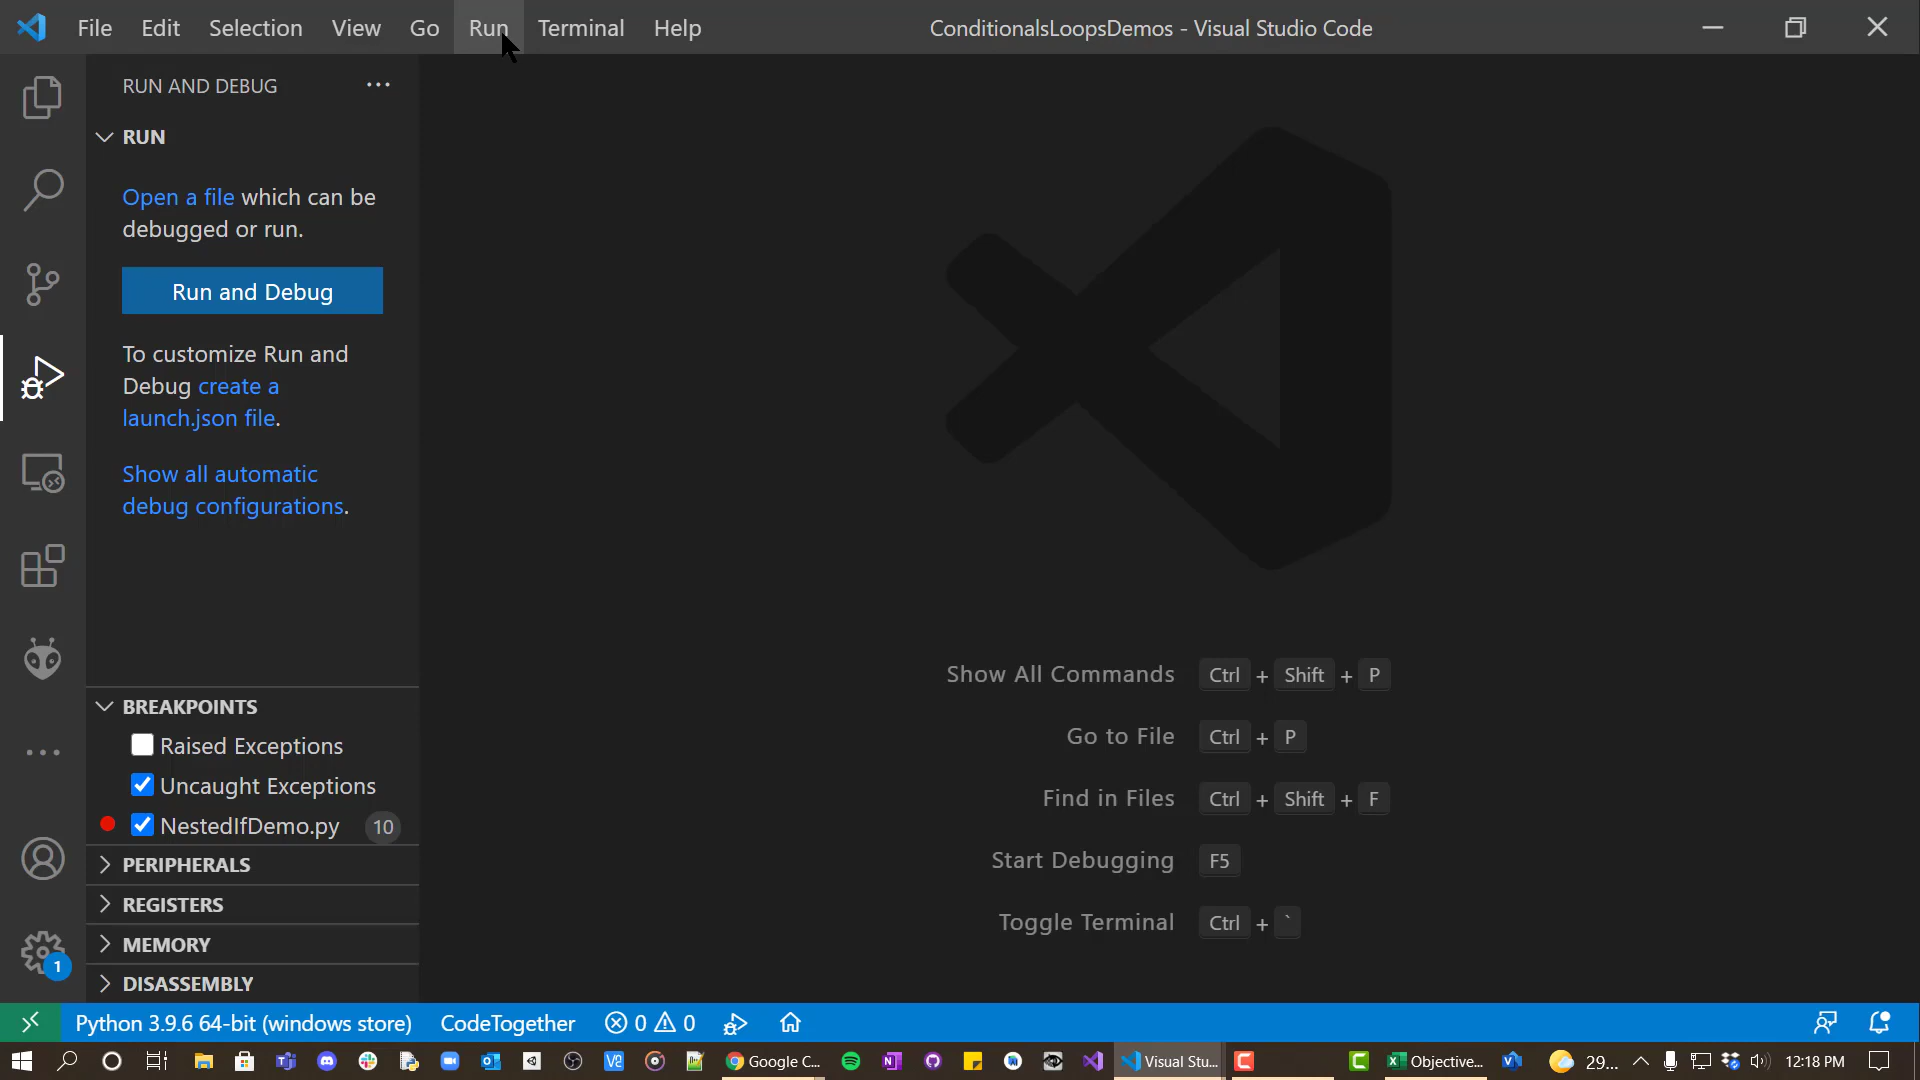 File Edit Selection View Go Run Terminal Help ConditionalsLoopsDemos - Visual Studio Code
RUN AND DEBUG
RUN
Open a file which can be
debugged or run.
Run and Debug
To customize Run and
Debug create a
launch.json file.
Show all automatic
debug configurations.
Show All Commands Ctrl + Shift + P
Go to File Ctrl + P
Find in Files Ctrl + Shift + F
Start Debugging F5
Toggle Terminal Ctrl + `
BREAKPOINTS
Raised Exceptions
Uncaught Exceptions
NestedIfDemo.py 10
PERIPHERALS
REGISTERS
MEMORY
DISASSEMBLY
1
Python 3.9.6 64-bit (windows store) CodeTogether 0 0
Google C... Visual Stu... Objective... 29... 12:18 PM